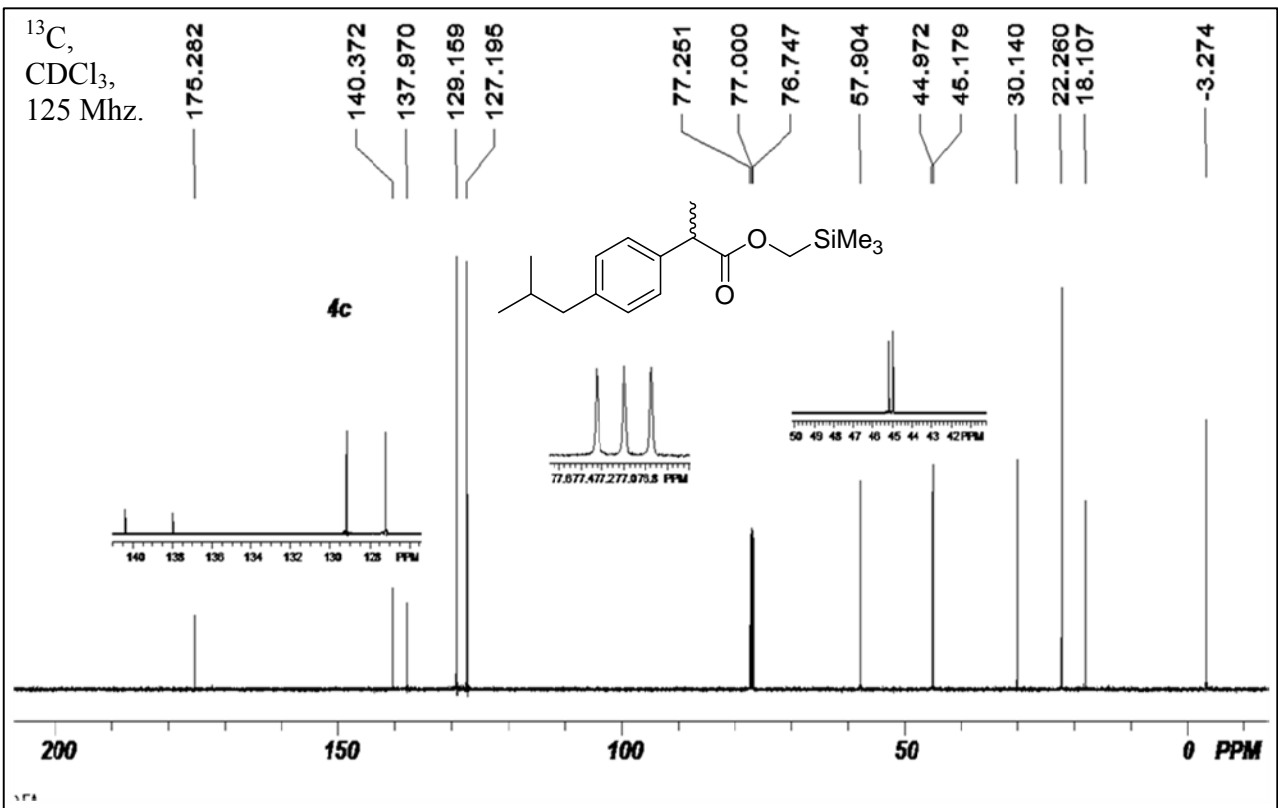 13C,
CDCl3,
125 Mhz.
175.282
140.372
137.970
129.159
127.195
77.251
77.000
76.747
57.904
44.972
45.179
30.140
22.260
18.107
-3.274
SiMe3
O
O
4c
50 49 48 47 46 45 44 43 42 PPM
77.6 77.4 77.2 77.0 76.8 PPM
140 138 136 134 132 130 128 PPM
200 150 100 50 0 PPM